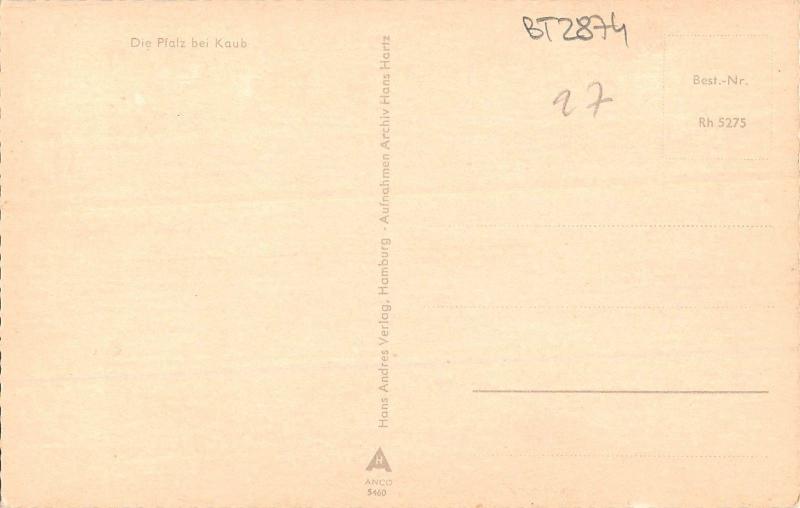 Die Pfalz bei Kaub
BT2874
27
Best.-Nr.
Rh 5275
Hans Andres Verlag, Hamburg - Aufnahmen Archiv Hans Hartz
H
ANCO
5460